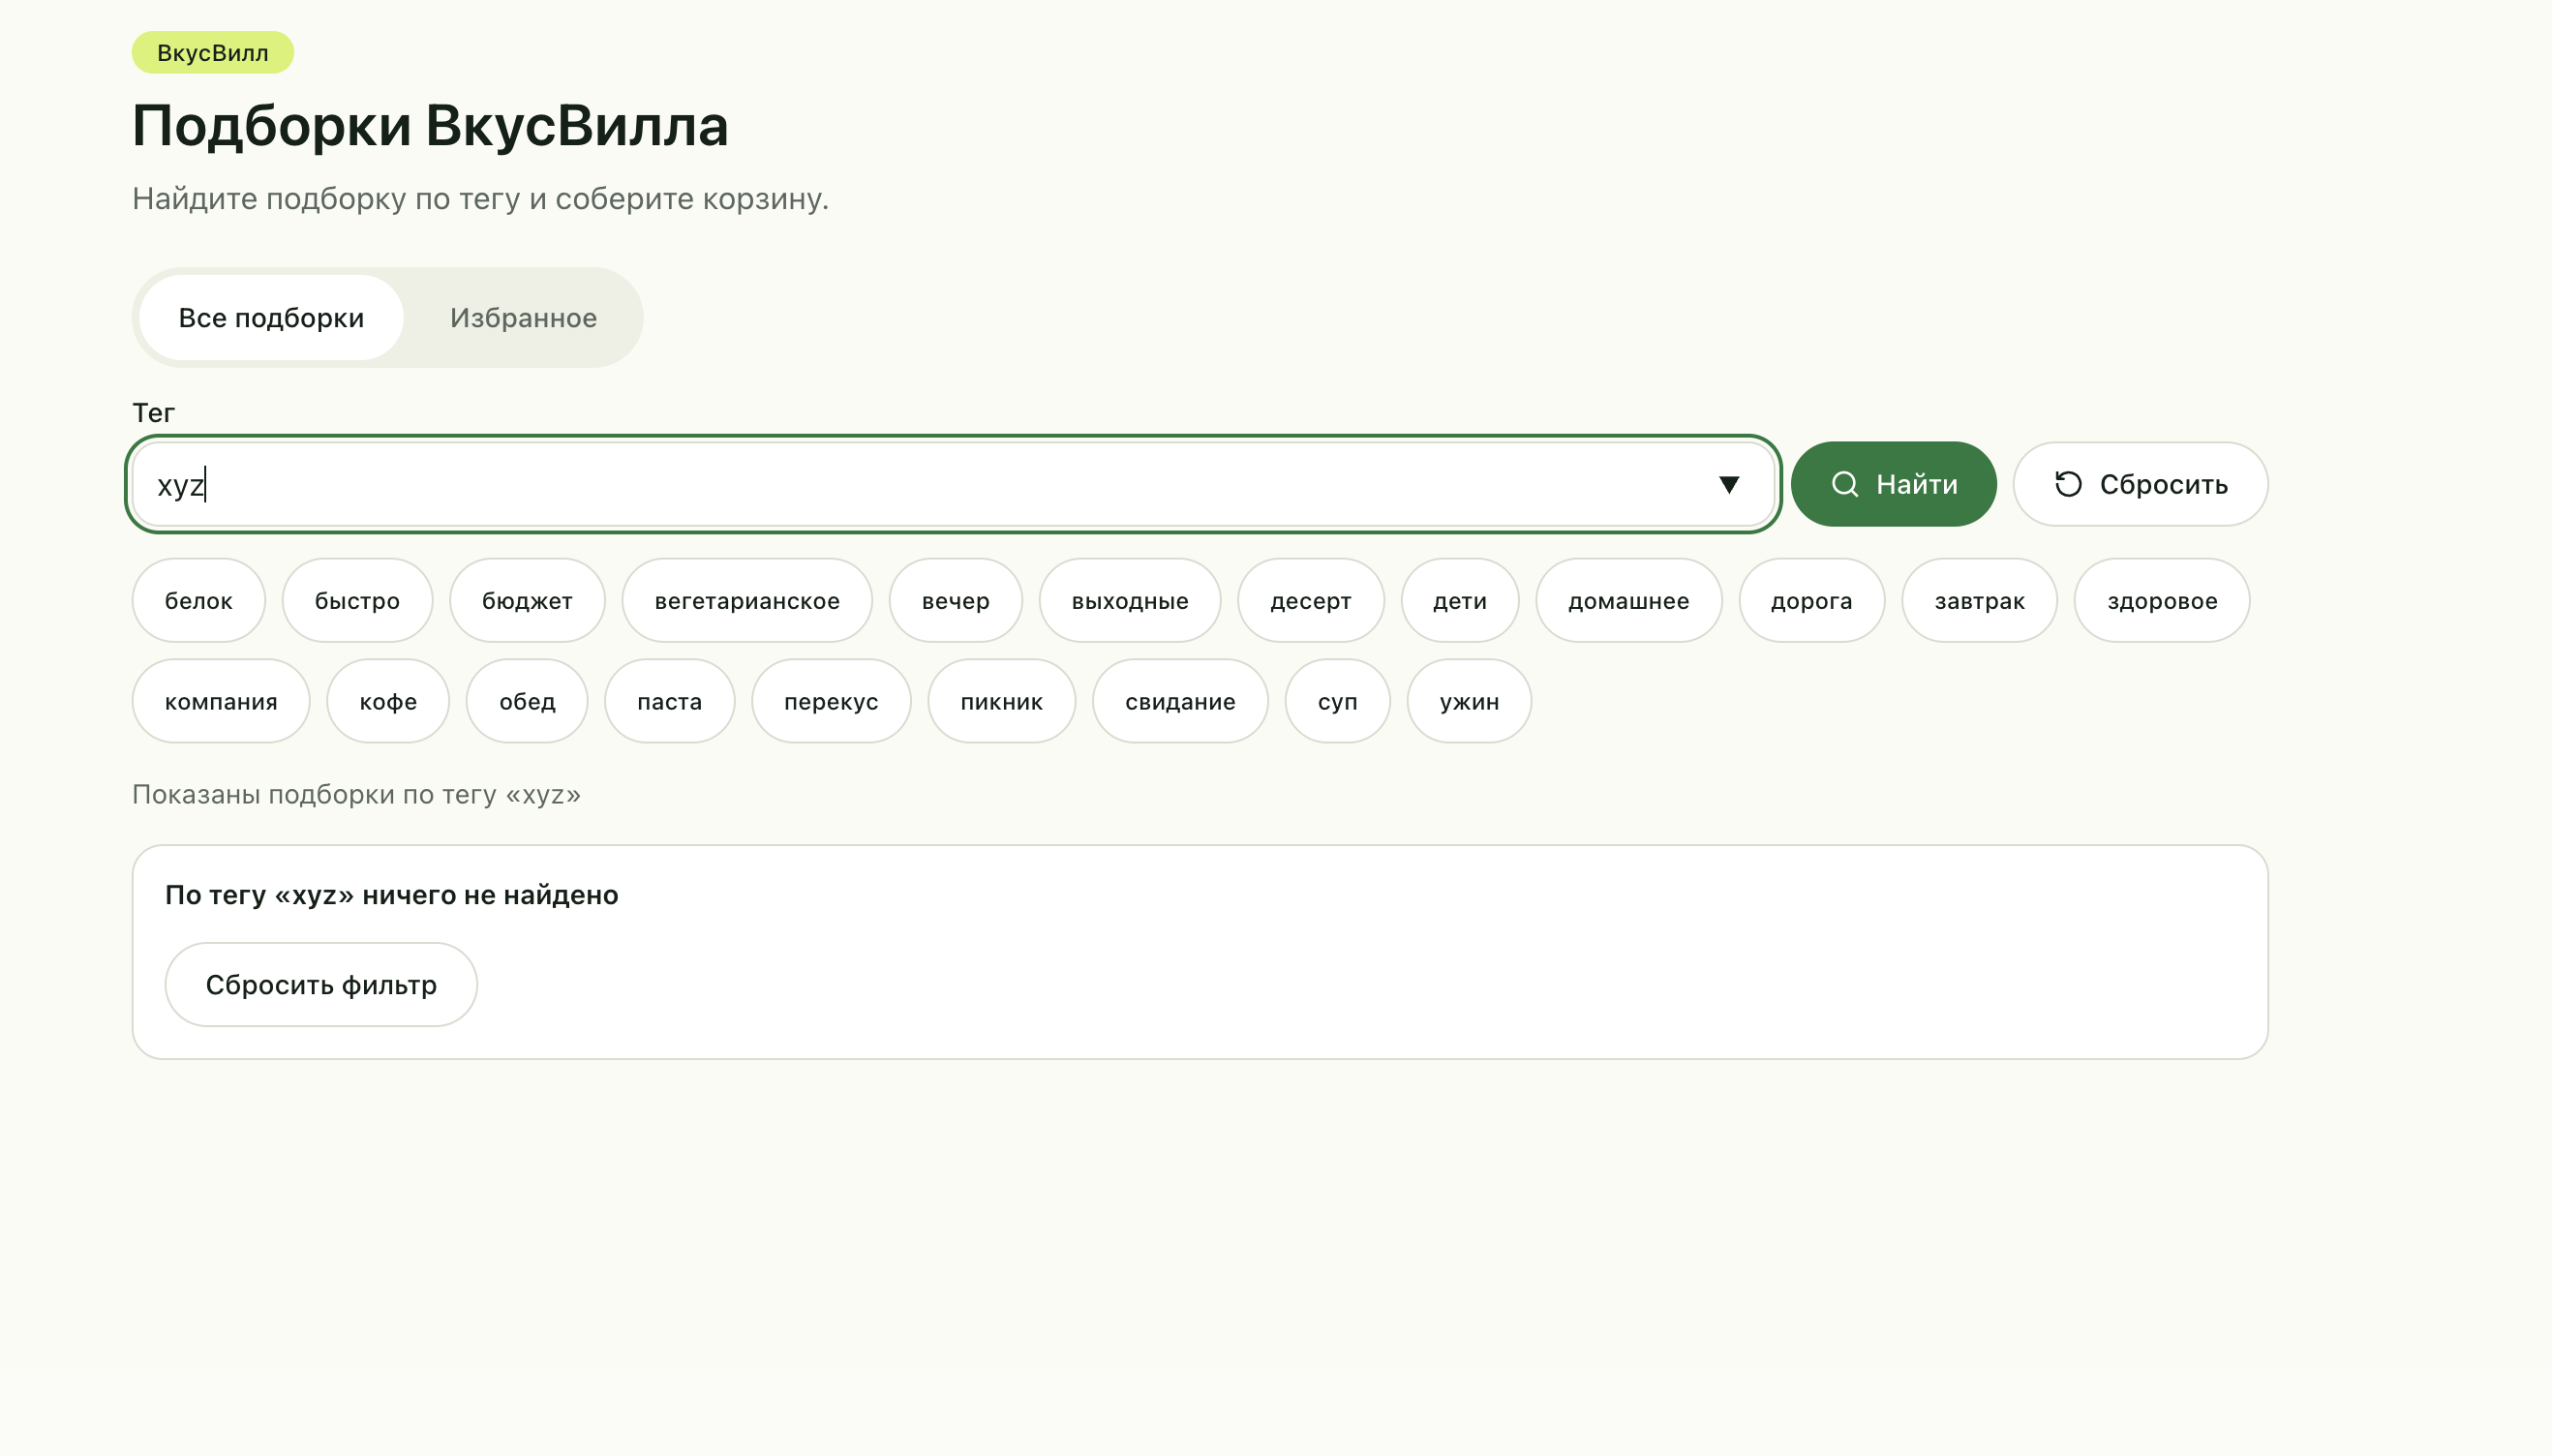 ВкусВилл
Подборки ВкусВилла
Найдите подборку по тегу и соберите корзину.
Все подборки Избранное
Тег
xyz Найти Сбросить
белок быстро бюджет вегетарианское вечер выходные десерт дети домашнее дорога завтрак здоровое
компания кофе обед паста перекус пикник свидание суп ужин
Показаны подборки по тегу «xyz»
По тегу «xyz» ничего не найдено
Сбросить фильтр